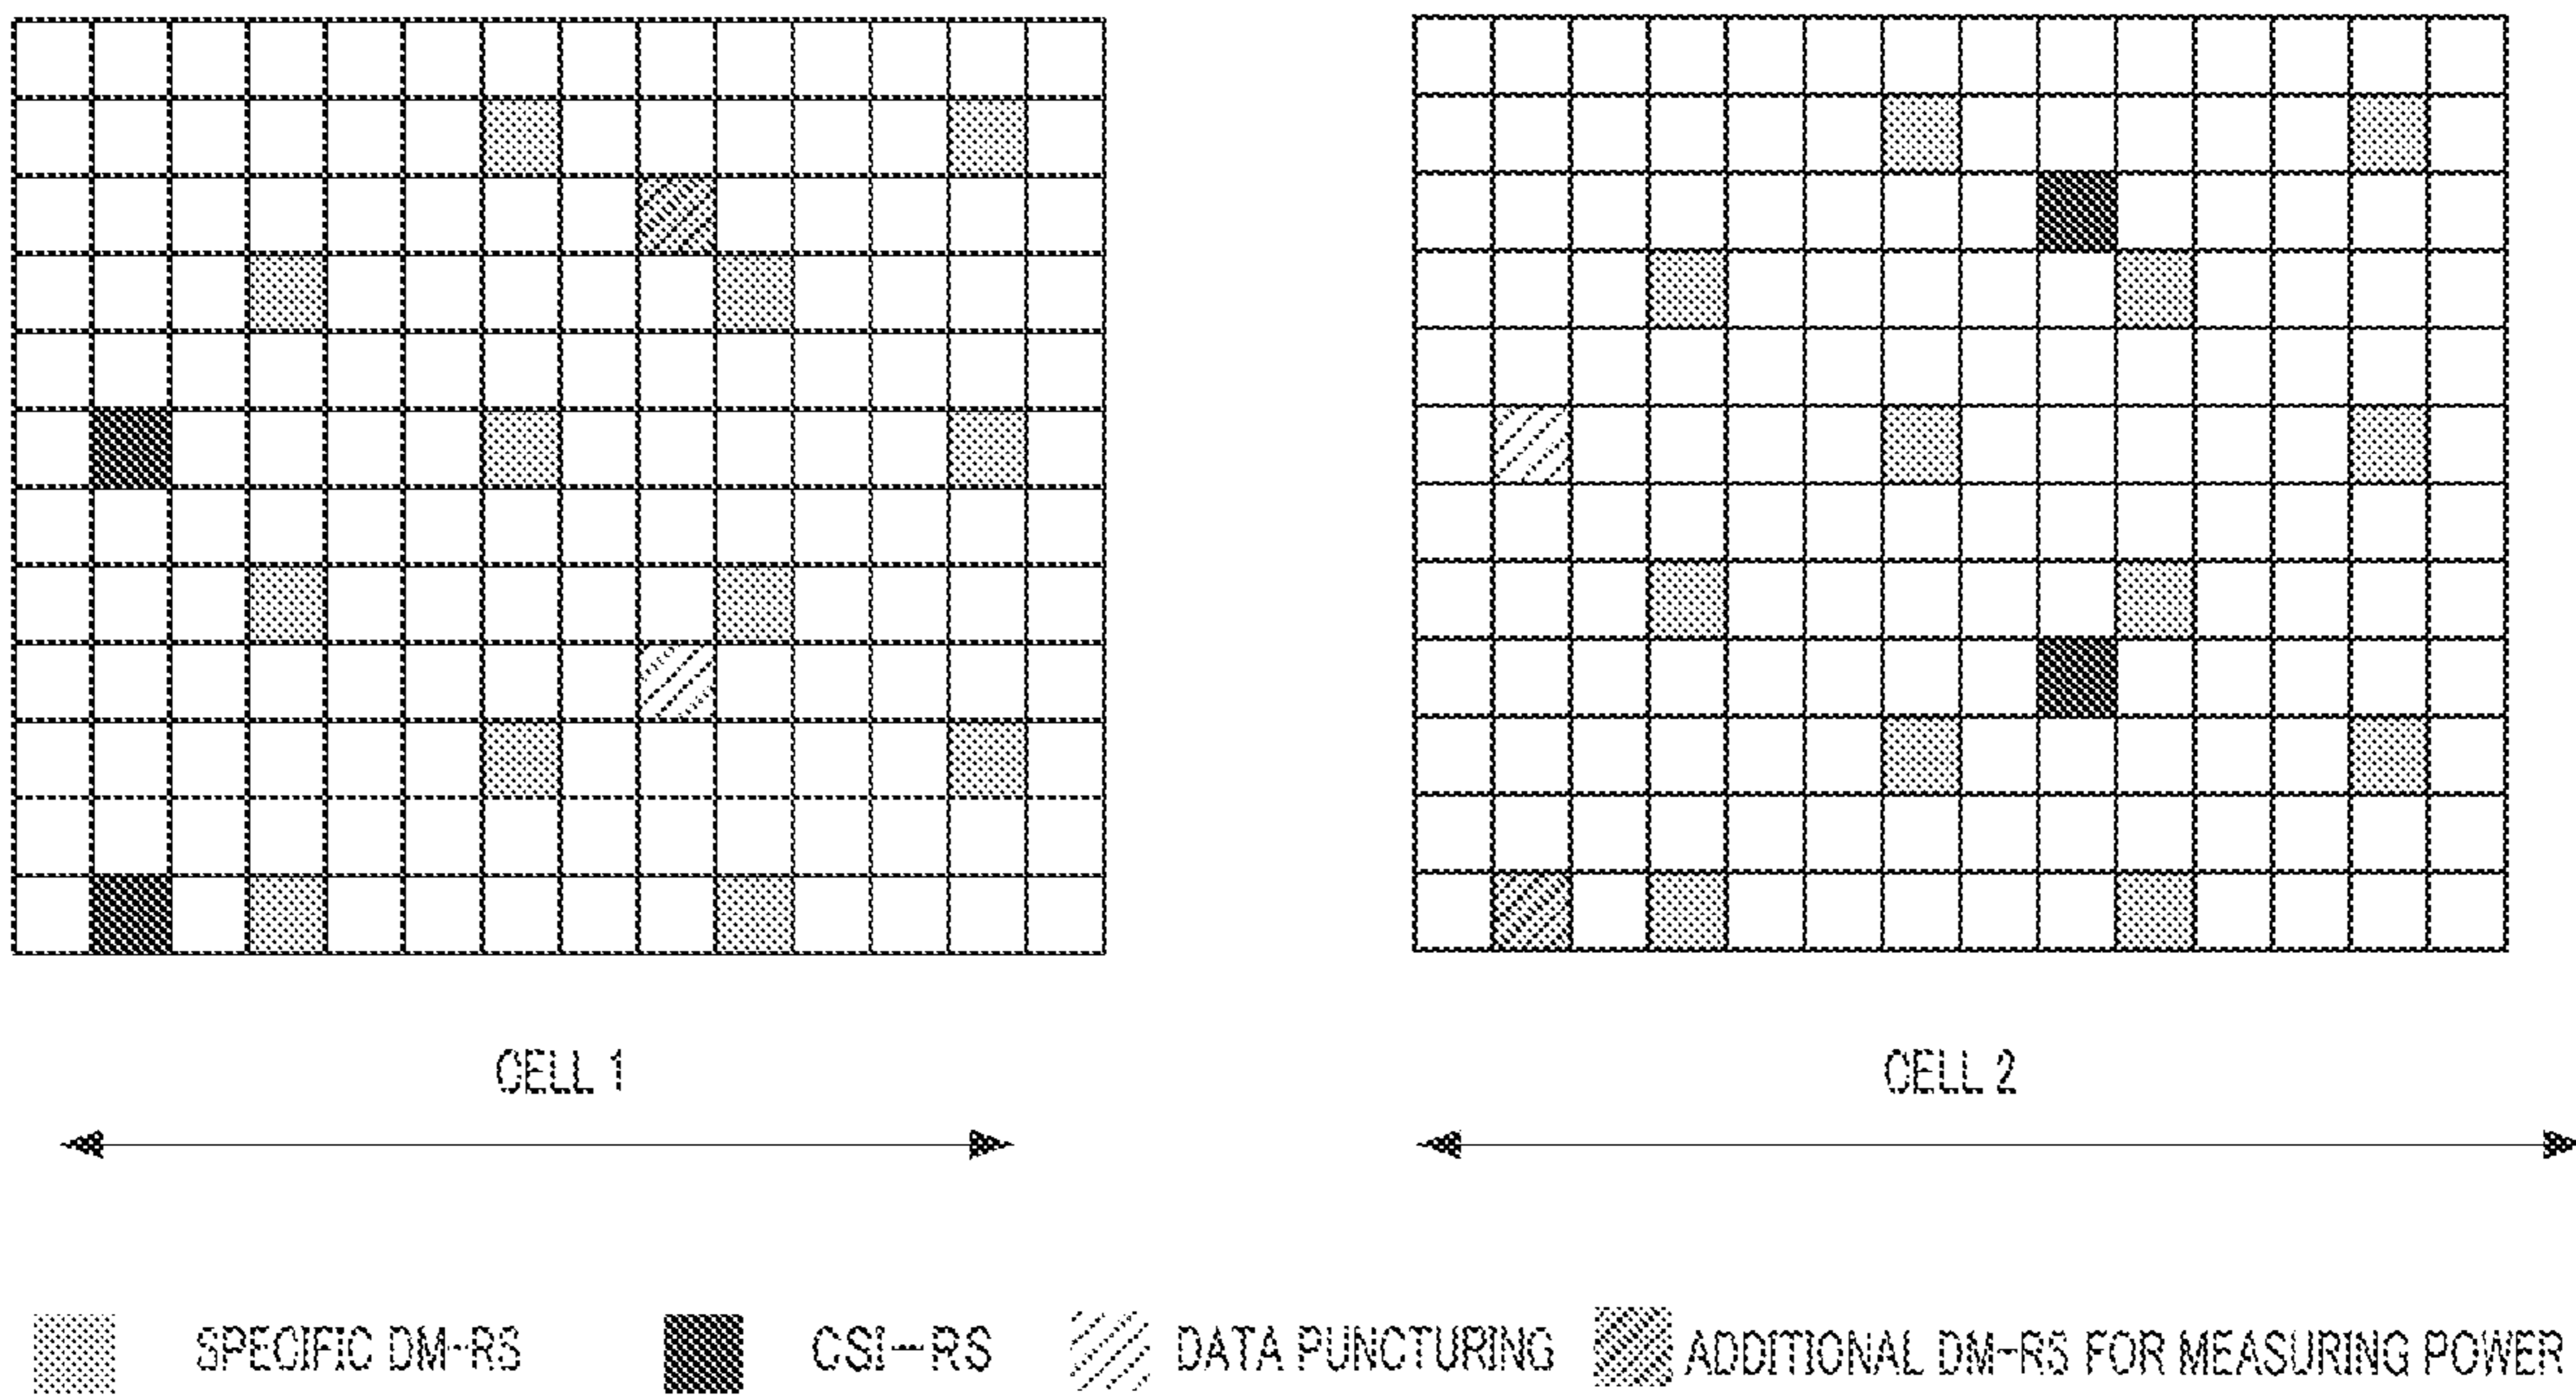 CELL 1
CELL 2
SPECIFIC DM-RS
CSI-RS
DATA PUNCTURING
ADDITIONAL DM-RS FOR MEASURING POWER